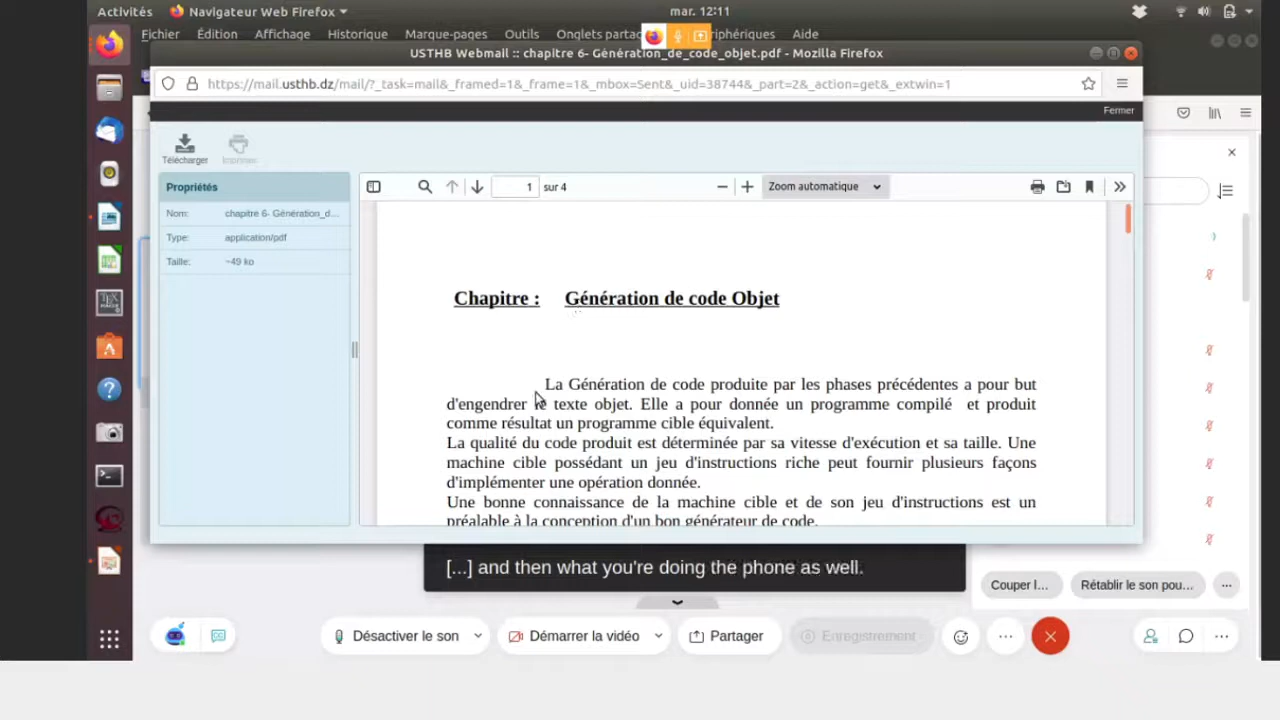 Activités Navigateur Web Firefox mar. 12:11
Fichier Édition Affichage Historique Marque-pages Outils Onglets partag riphériques Aide
USTHB Webmail :: chapitre 6- Génération_de_code_objet.pdf - Mozilla Firefox
https://mail.usthb.dz/mail/?_task=mail&_framed=1&_frame=1&_mbox=Sent&_uid=38744&_part=2&_action=get&_extwin=1
Fermer
Télécharger Imprimer
Propriétés
Nom: chapitre 6- Génération_d...
Type: application/pdf
Taille: ~49 ko
1 sur 4 Zoom automatique
Chapitre : Génération de code Objet
La Génération de code produite par les phases précédentes a pour but
d'engendrer le texte objet. Elle a pour donnée un programme compilé et produit
comme résultat un programme cible équivalent.
La qualité du code produit est déterminée par sa vitesse d'exécution et sa taille. Une
machine cible possédant un jeu d'instructions riche peut fournir plusieurs façons
d'implémenter une opération donnée.
Une bonne connaissance de la machine cible et de son jeu d'instructions est un
préalable à la conception d'un bon générateur de code.
[...] and then what you're doing the phone as well.
Couper l... Rétablir le son pou...
Désactiver le son Démarrer la vidéo Partager Enregistrement